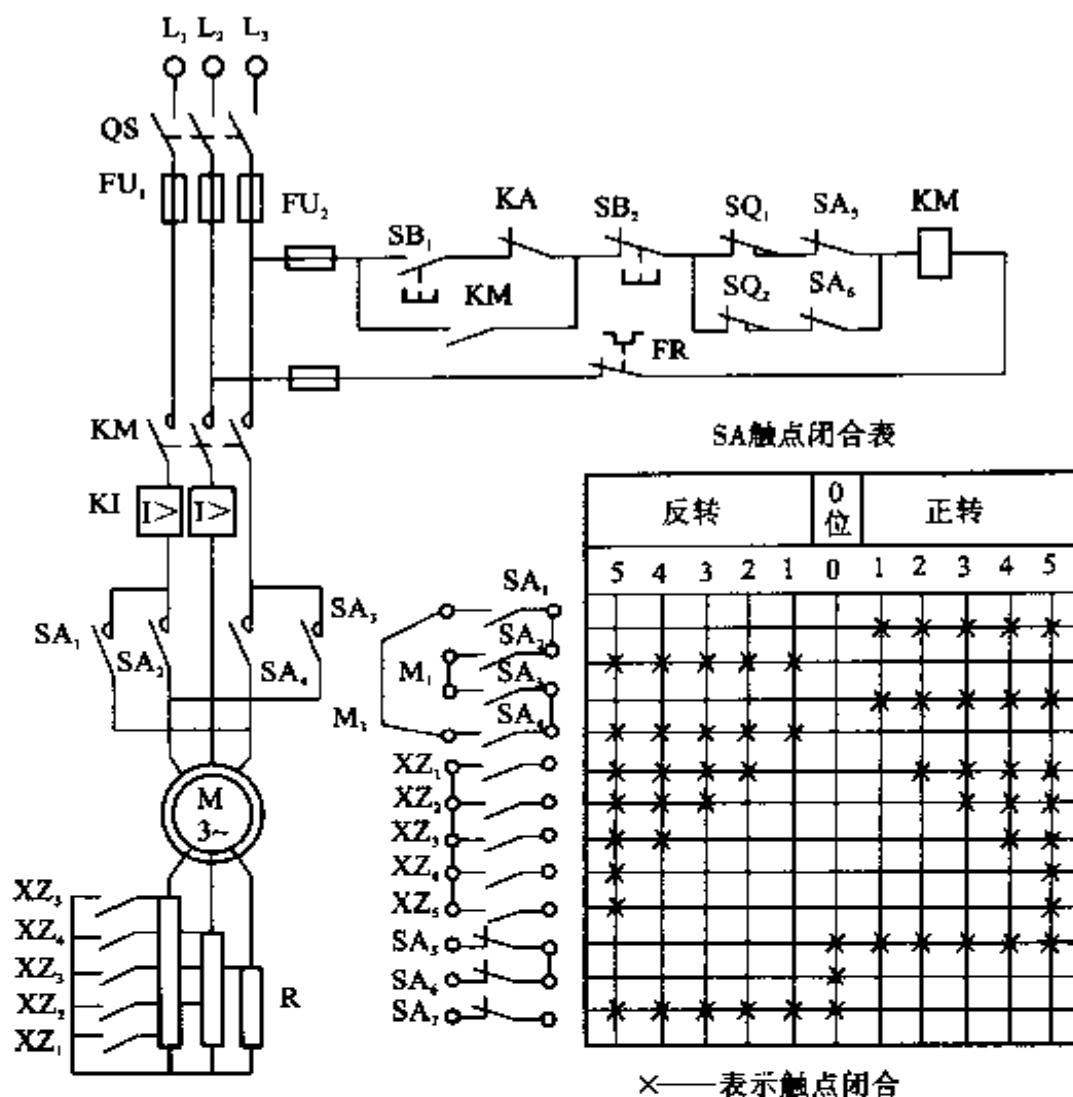 L₁ L₂ L₃
QS
FU₁
FU₂
SB₁
KA
SB₂
SQ₁
SA₅
KM
KM
SQ₂
SA₆
FR
KM
KI
I>
I>
SA触点闭合表
反转
0位
正转
5 4 3 2 1 0 1 2 3 4 5
SA₁
SA₂
SA₄
SA₃
M₁
SA₁
SA₂
SA₃
SA₄
XZ₁
XZ₂
XZ₃
XZ₄
XZ₅
SA₅
SA₆
SA₇
M
3~
XZ₄
XZ₃
XZ₂
XZ₁
R
×——表示触点闭合